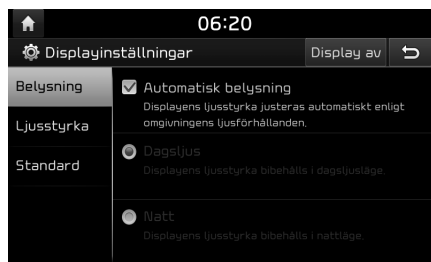 06:20
Displayinställningar
Display av
Belysning
Automatisk belysning
Displayens ljusstyrka justeras automatiskt enligt
omgivningens ljusförhållanden.
Ljusstyrka
Dagsljus
Displayens ljusstyrka bibehålls i dagsljusläge.
Standard
Natt
Displayens ljusstyrka bibehålls i nattläge.